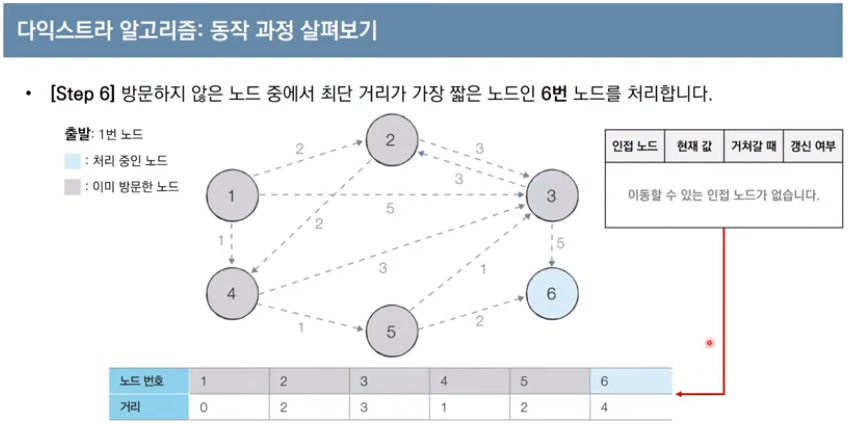 다익스트라 알고리즘: 동작 과정 살펴보기
• [Step 6] 방문하지 않은 노드 중에서 최단 거리가 가장 짧은 노드인 6번 노드를 처리합니다.
출발: 1번 노드
: 처리 중인 노드
: 이미 방문한 노드
2
2
3
3
1
3
5
1
2
5
4
3
1
6
1
5
2
인접 노드 현재 값 거쳐갈 때 갱신 여부
이동할 수 있는 인접 노드가 없습니다.
노드 번호 1 2 3 4 5 6
거리 0 2 3 1 2 4